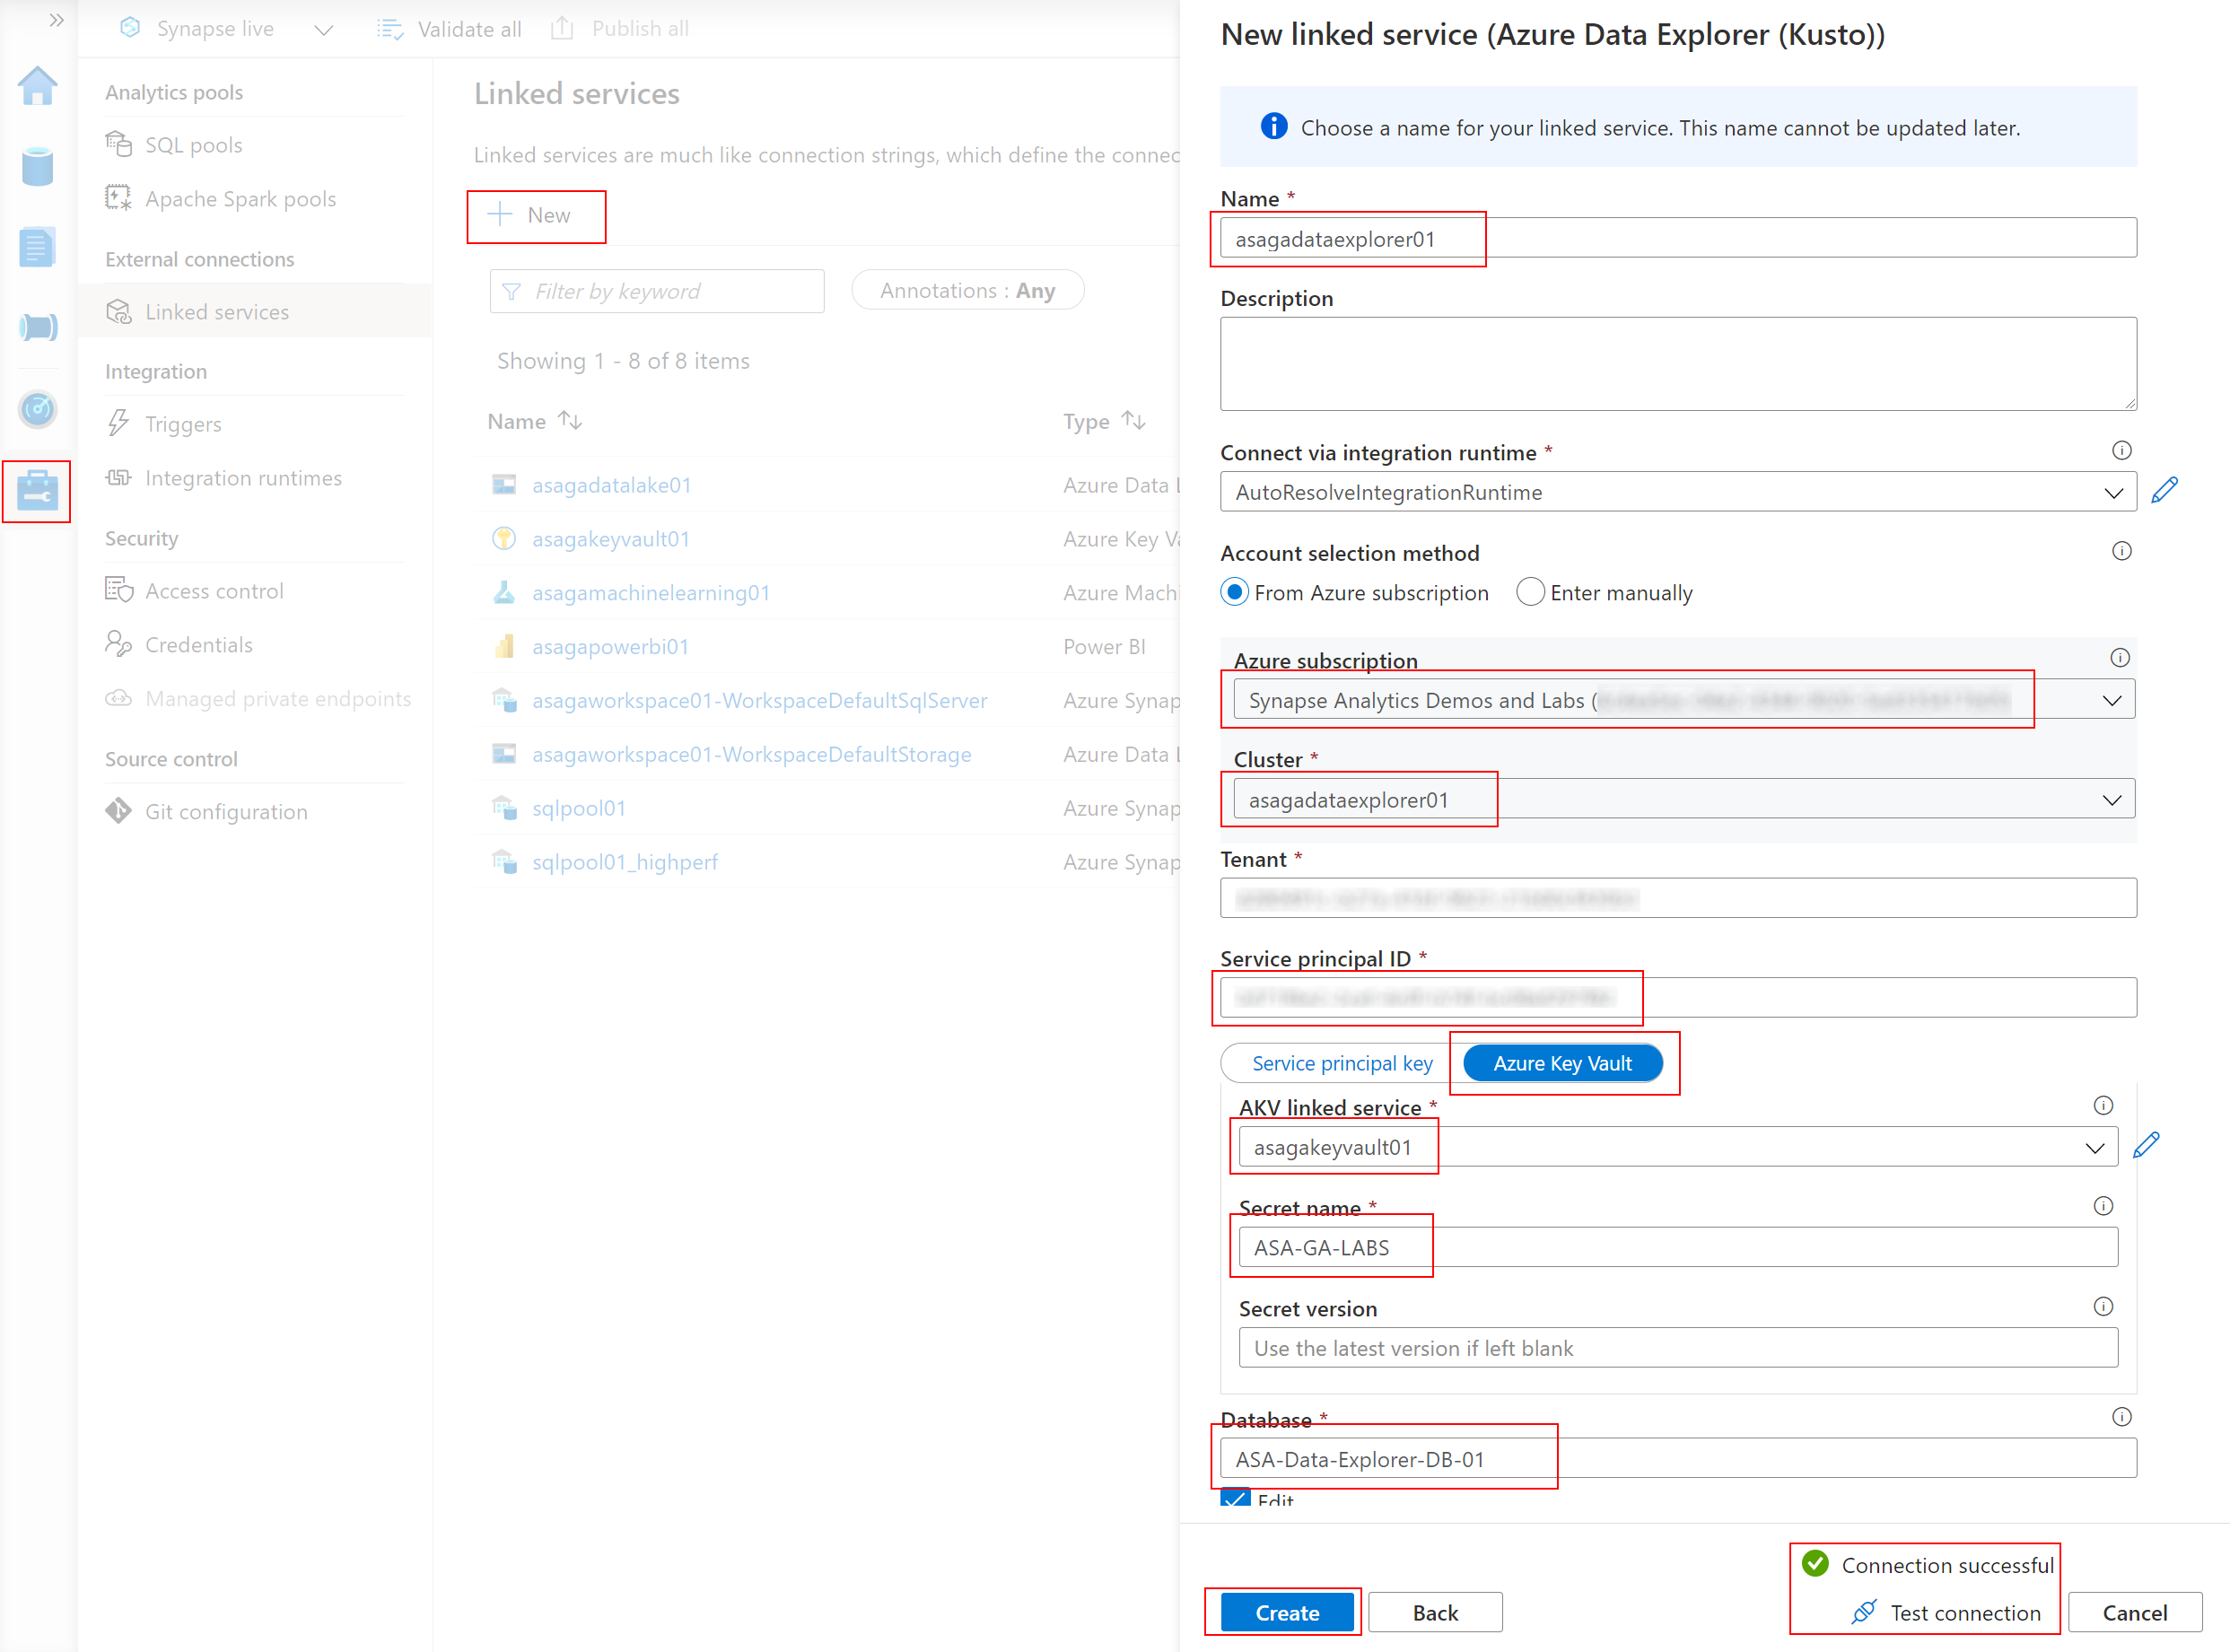 Synapse live
Validate all
Publish all
Analytics pools
SQL pools
Apache Spark pools
External connections
Linked services
Integration
Triggers
Integration runtimes
Security
Access control
Credentials
Managed private endpoints
Source control
Git configuration
Linked services
Linked services are much like connection strings, which define the connec
New
Filter by keyword
Annotations : Any
Showing 1 - 8 of 8 items
Name Type
asagadatalake01 Azure Data L
asagakeyvault01 Azure Key Va
asagamachinelearning01 Azure Machi
asagapowerbi01 Power BI
asagaworkspace01-WorkspaceDefaultSqlServer Azure Synap
asagaworkspace01-WorkspaceDefaultStorage Azure Data L
sqlpool01 Azure Synap
sqlpool01_highperf Azure Synap
New linked service (Azure Data Explorer (Kusto))
Choose a name for your linked service. This name cannot be updated later.
Name *
asagadataexplorer01
Description
Connect via integration runtime *
AutoResolveIntegrationRuntime
Account selection method
From Azure subscription Enter manually
Azure subscription
Synapse Analytics Demos and Labs (
Cluster *
asagadataexplorer01
Tenant *
Service principal ID *
Service principal key Azure Key Vault
AKV linked service *
asagakeyvault01
Secret name *
ASA-GA-LABS
Secret version
Use the latest version if left blank
Database *
ASA-Data-Explorer-DB-01
Edit
Connection successful
Create Back Test connection Cancel